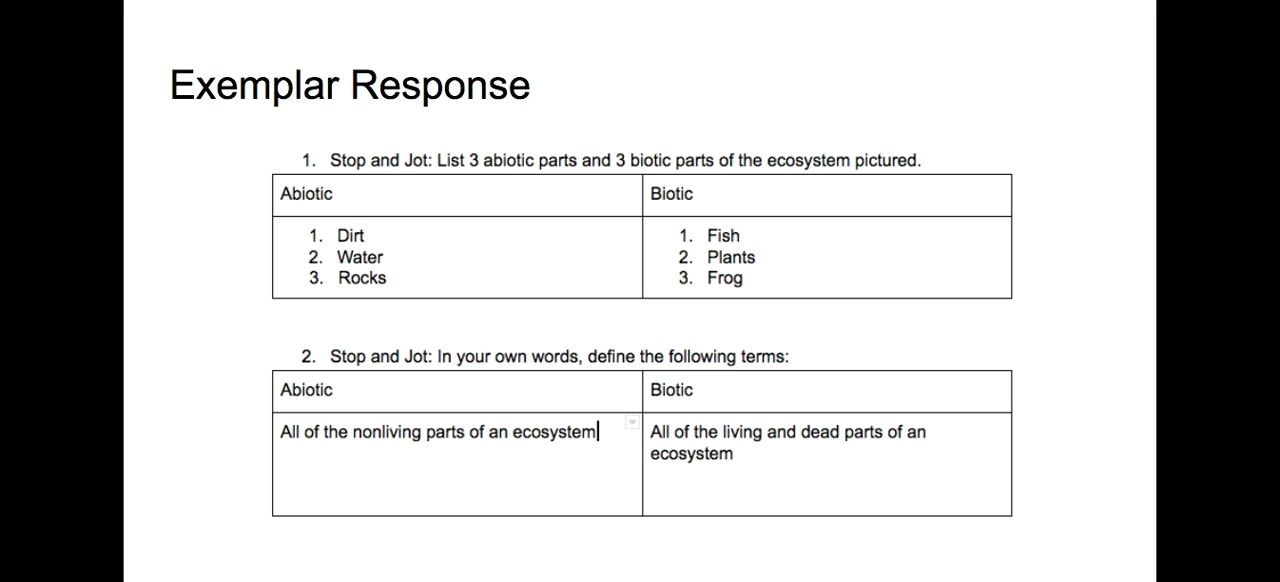 Exemplar Response
1. Stop and Jot: List 3 abiotic parts and 3 biotic parts of the ecosystem pictured.
Abiotic
Biotic
1. Dirt
2. Water
3. Rocks
1. Fish
2. Plants
3. Frog
2. Stop and Jot: In your own words, define the following terms:
Abiotic
Biotic
All of the nonliving parts of an ecosystem
All of the living and dead parts of an
ecosystem